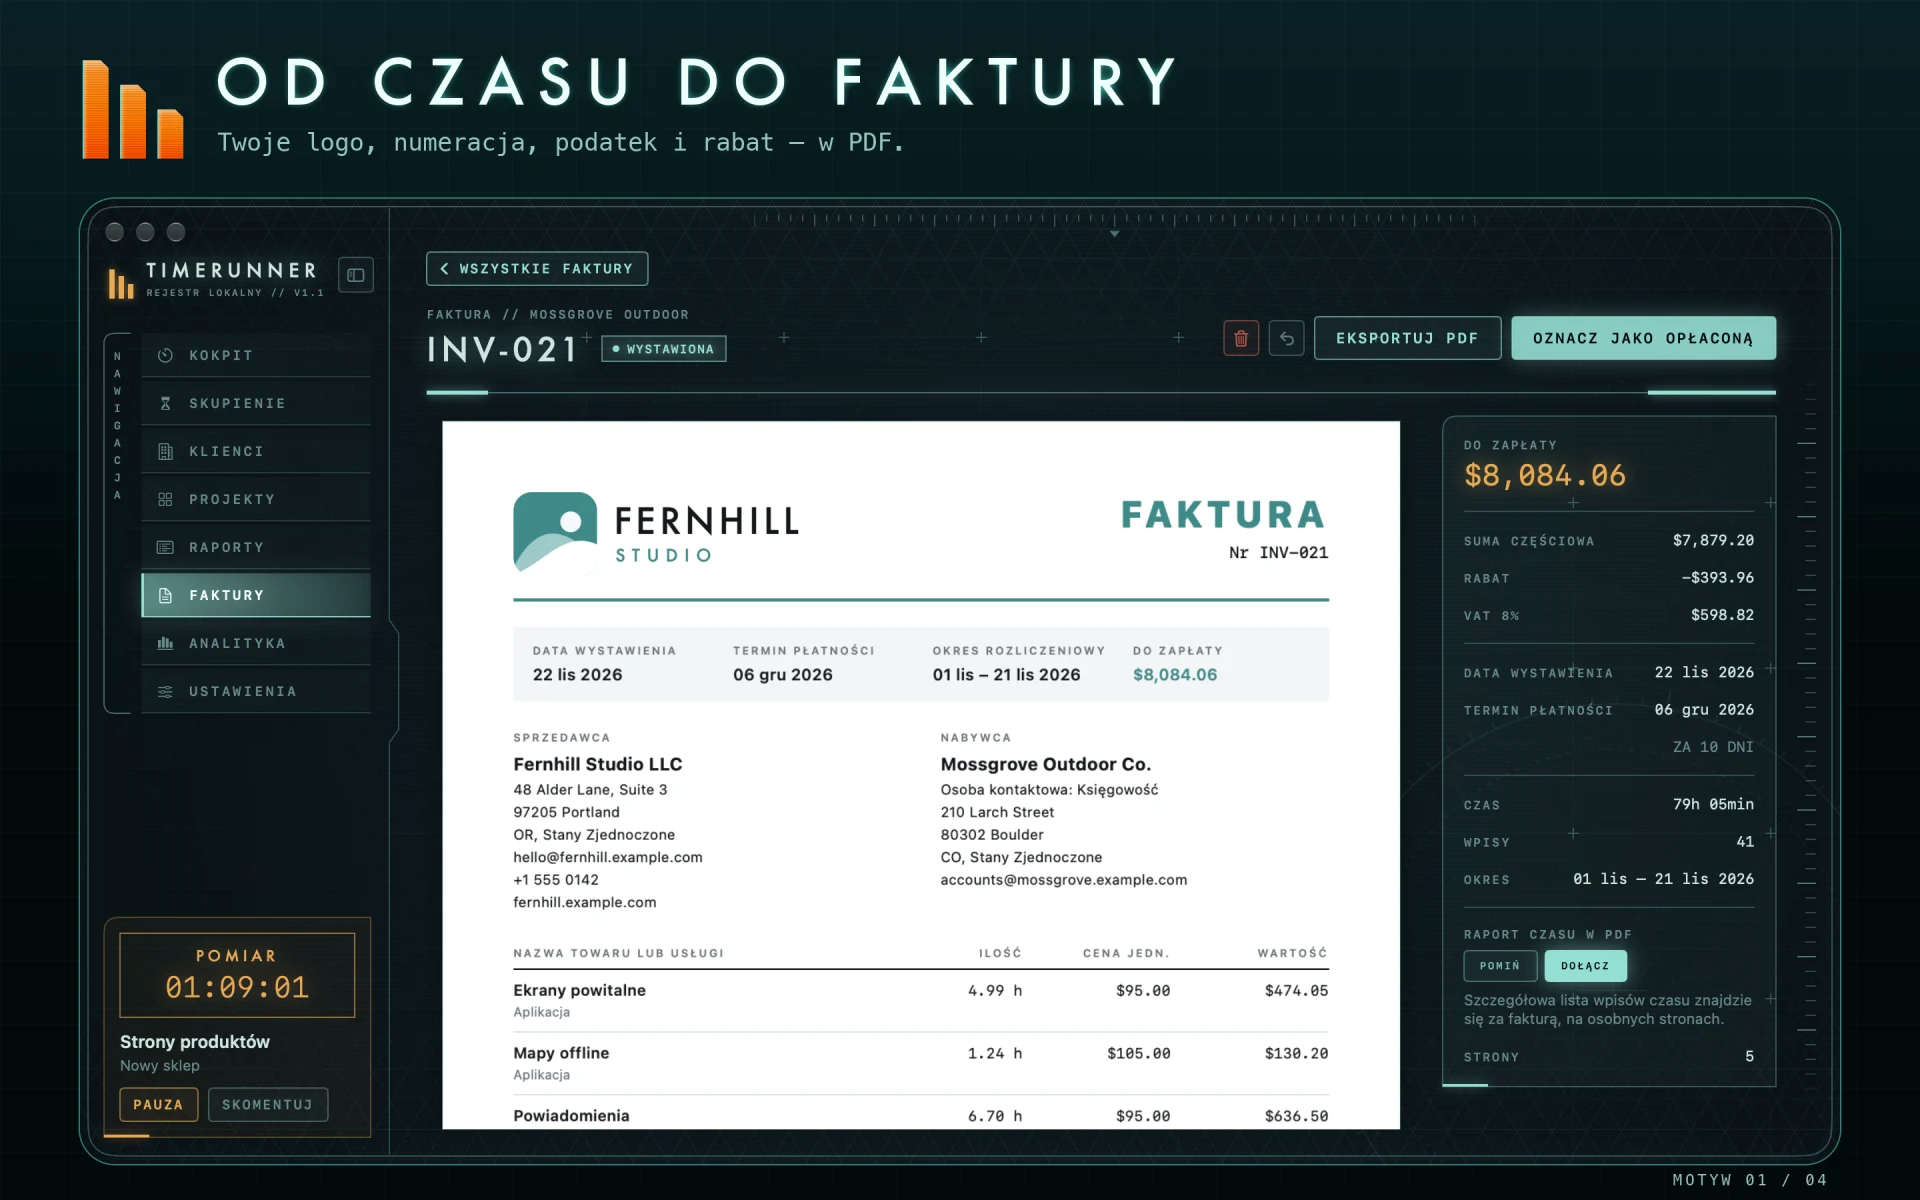 OD CZASU DO FAKTURY
Twoje logo, numeracja, podatek i rabat — w PDF.
TIMERUNNER
REJESTR LOKALNY // V1.1
NAWIGACJA
KOKPIT
SKUPIENIE
KLIENCI
PROJEKTY
RAPORTY
FAKTURY
ANALITYKA
USTAWIENIA
POMIAR
01:09:01
Strony produktów
Nowy sklep
PAUZA
SKOMENTUJ
WSZYSTKIE FAKTURY
FAKTURA // MOSSGROVE OUTDOOR
INV-021
WYSTAWIONA
EKSPORTUJ PDF
OZNACZ JAKO OPŁACONĄ
FERNHILL
STUDIO
FAKTURA
Nr INV-021
DATA WYSTAWIENIA TERMIN PŁATNOŚCI OKRES ROZLICZENIOWY DO ZAPŁATY
22 lis 2026 06 gru 2026 01 lis – 21 lis 2026 $8,084.06
SPRZEDAWCA
Fernhill Studio LLC
48 Alder Lane, Suite 3
97205 Portland
OR, Stany Zjednoczone
hello@fernhill.example.com
+1 555 0142
fernhill.example.com
NABYWCA
Mossgrove Outdoor Co.
Osoba kontaktowa: Księgowość
210 Larch Street
80302 Boulder
CO, Stany Zjednoczone
accounts@mossgrove.example.com
NAZWA TOWARU LUB USŁUGI ILOŚĆ CENA JEDN. WARTOŚĆ
Ekrany powitalne 4.99 h $95.00 $474.05
Aplikacja
Mapy offline 1.24 h $105.00 $130.20
Aplikacja
Powiadomienia 6.70 h $95.00 $636.50
DO ZAPŁATY
$8,084.06
SUMA CZĘŚCIOWA $7,879.20
RABAT −$393.96
VAT 8% $598.82
DATA WYSTAWIENIA 22 lis 2026
TERMIN PŁATNOŚCI 06 gru 2026
ZA 10 DNI
CZAS 79h 05min
WPISY 41
OKRES 01 lis – 21 lis 2026
RAPORT CZASU W PDF
POMIŃ
DOŁĄCZ
Szczegółowa lista wpisów czasu znajdzie
się za fakturą, na osobnych stronach.
STRONY 5
MOTYW 01 / 04